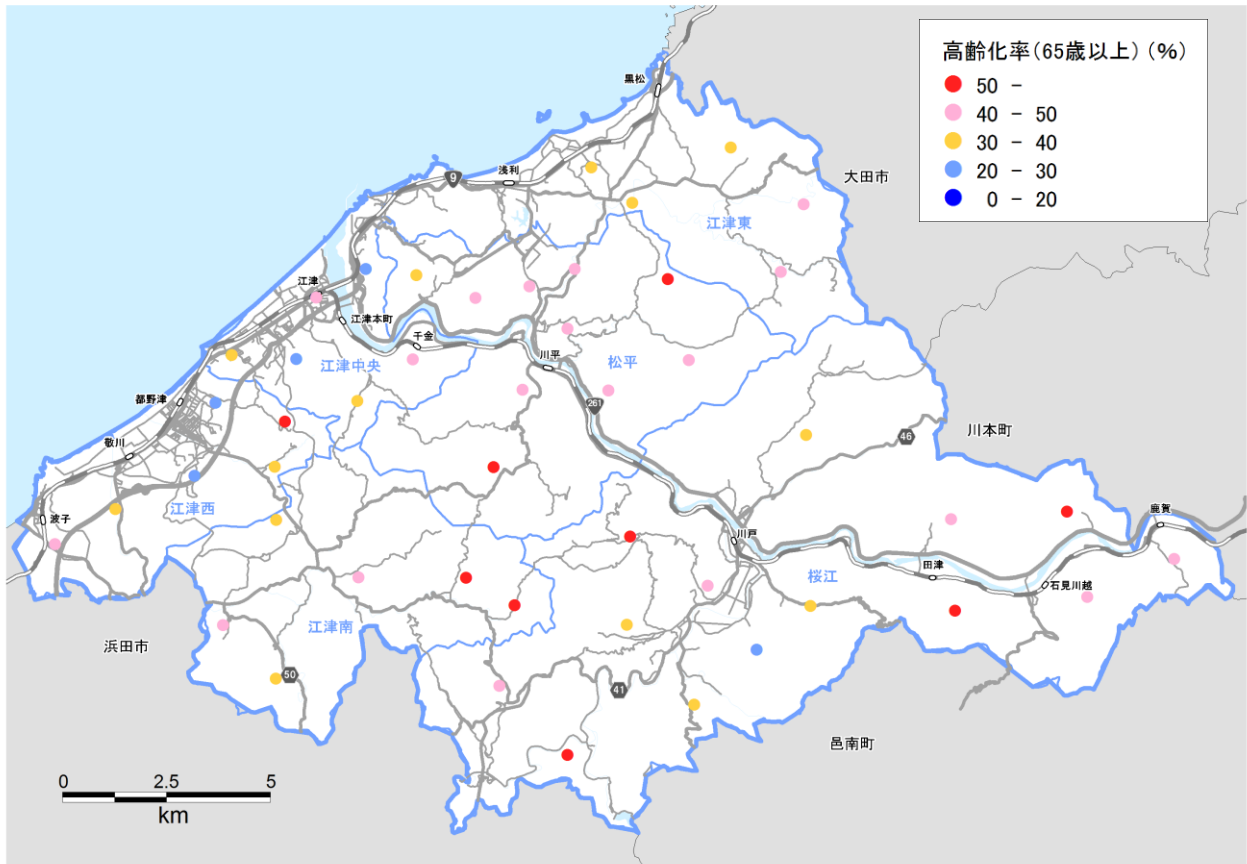 高齢化率(65歳以上)(%)
50 -
40 - 50
30 - 40
20 - 30
0 - 20
黒松
浅利
9
大田市
江津東
江津
江津本町
千金
江津中央
川平
松平
都野津
261
敬川
46
川本町
波子
江津西
鹿賀
川戸
桜江
田津
石見川越
江津南
浜田市
50
41
邑南町
0 2.5 5
km